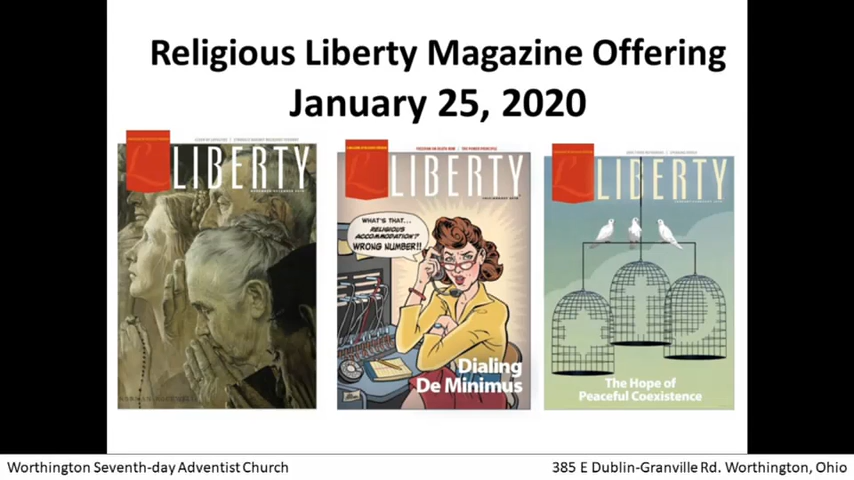 Religious Liberty Magazine Offering
January 25, 2020
LIBERTY
LIBERTY
WHAT'S THAT...
RELIGIOUS
ACCOMMODATION?
WRONG NUMBER!!
Dialing
De Minimus
LIBERTY
The Hope of
Peaceful Coexistence
Worthington Seventh-day Adventist Church
385 E Dublin-Granville Rd. Worthington, Ohio